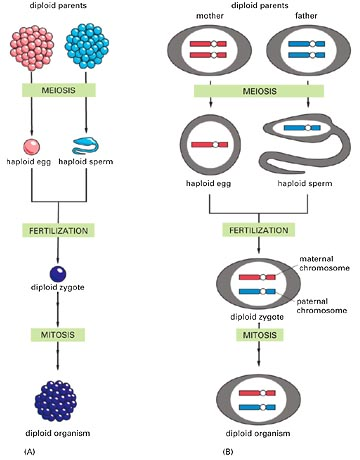 diploid parents
MEIOSIS
haploid egg
haploid sperm
FERTILIZATION
diploid zygote
MITOSIS
diploid organism
(A)
diploid parents
mother
father
MEIOSIS
haploid egg
haploid sperm
FERTILIZATION
maternal
chromosome
paternal
chromosome
diploid zygote
MITOSIS
diploid organism
(B)